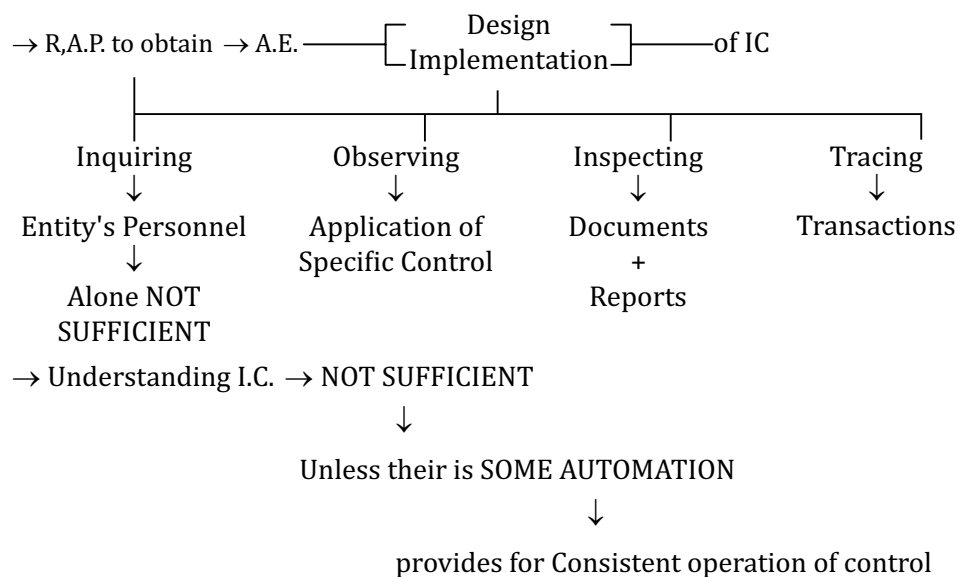 → R,A.P. to obtain → A.E. Design Implementation of IC
Inquiring Observing Inspecting Tracing
↓ ↓ ↓ ↓
Entity's Personnel Application of Documents Transactions
↓ Specific Control +
Alone NOT Reports
SUFFICIENT
→ Understanding I.C. → NOT SUFFICIENT
↓
Unless their is SOME AUTOMATION
↓
provides for Consistent operation of control